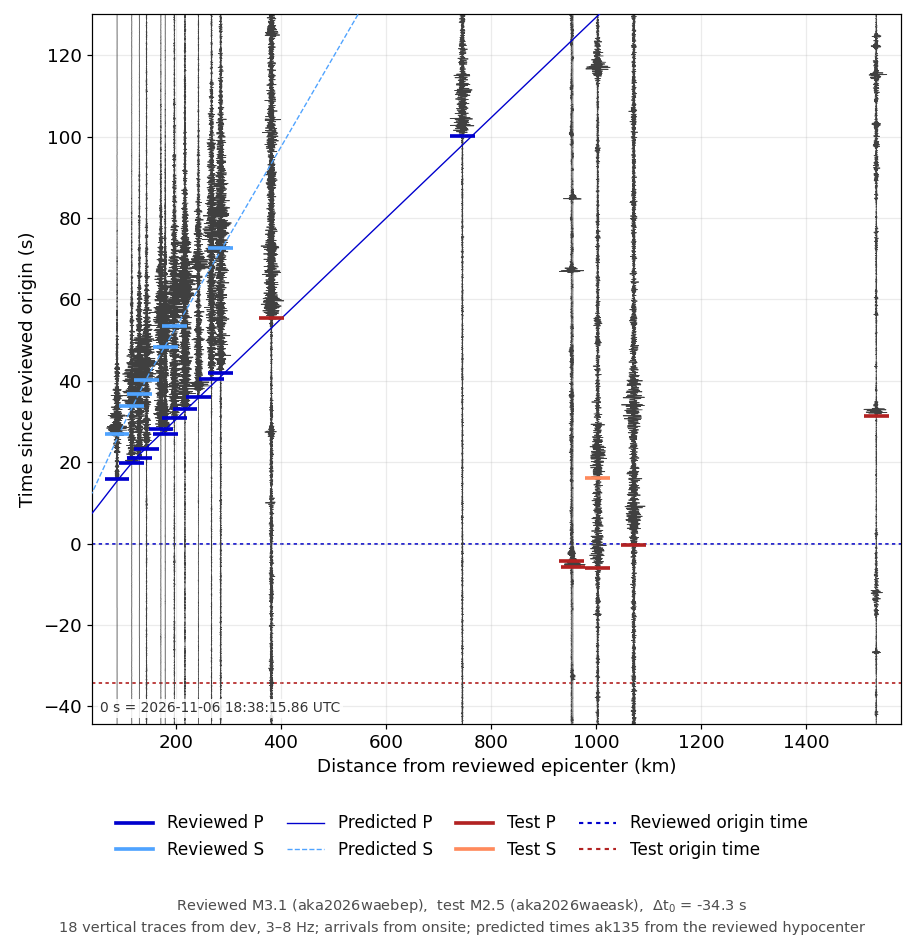 120
100
80
60
40
20
0
−20
−40
Time since reviewed origin (s)
0 s = 2026-11-06 18:38:15.86 UTC
200 400 600 800 1000 1200 1400
Distance from reviewed epicenter (km)
Reviewed P Predicted P Test P Reviewed origin time
Reviewed S Predicted S Test S Test origin time
Reviewed M3.1 (aka2026waebep), test M2.5 (aka2026waeask), Δt₀ = -34.3 s
18 vertical traces from dev, 3–8 Hz; arrivals from onsite; predicted times ak135 from the reviewed hypocenter